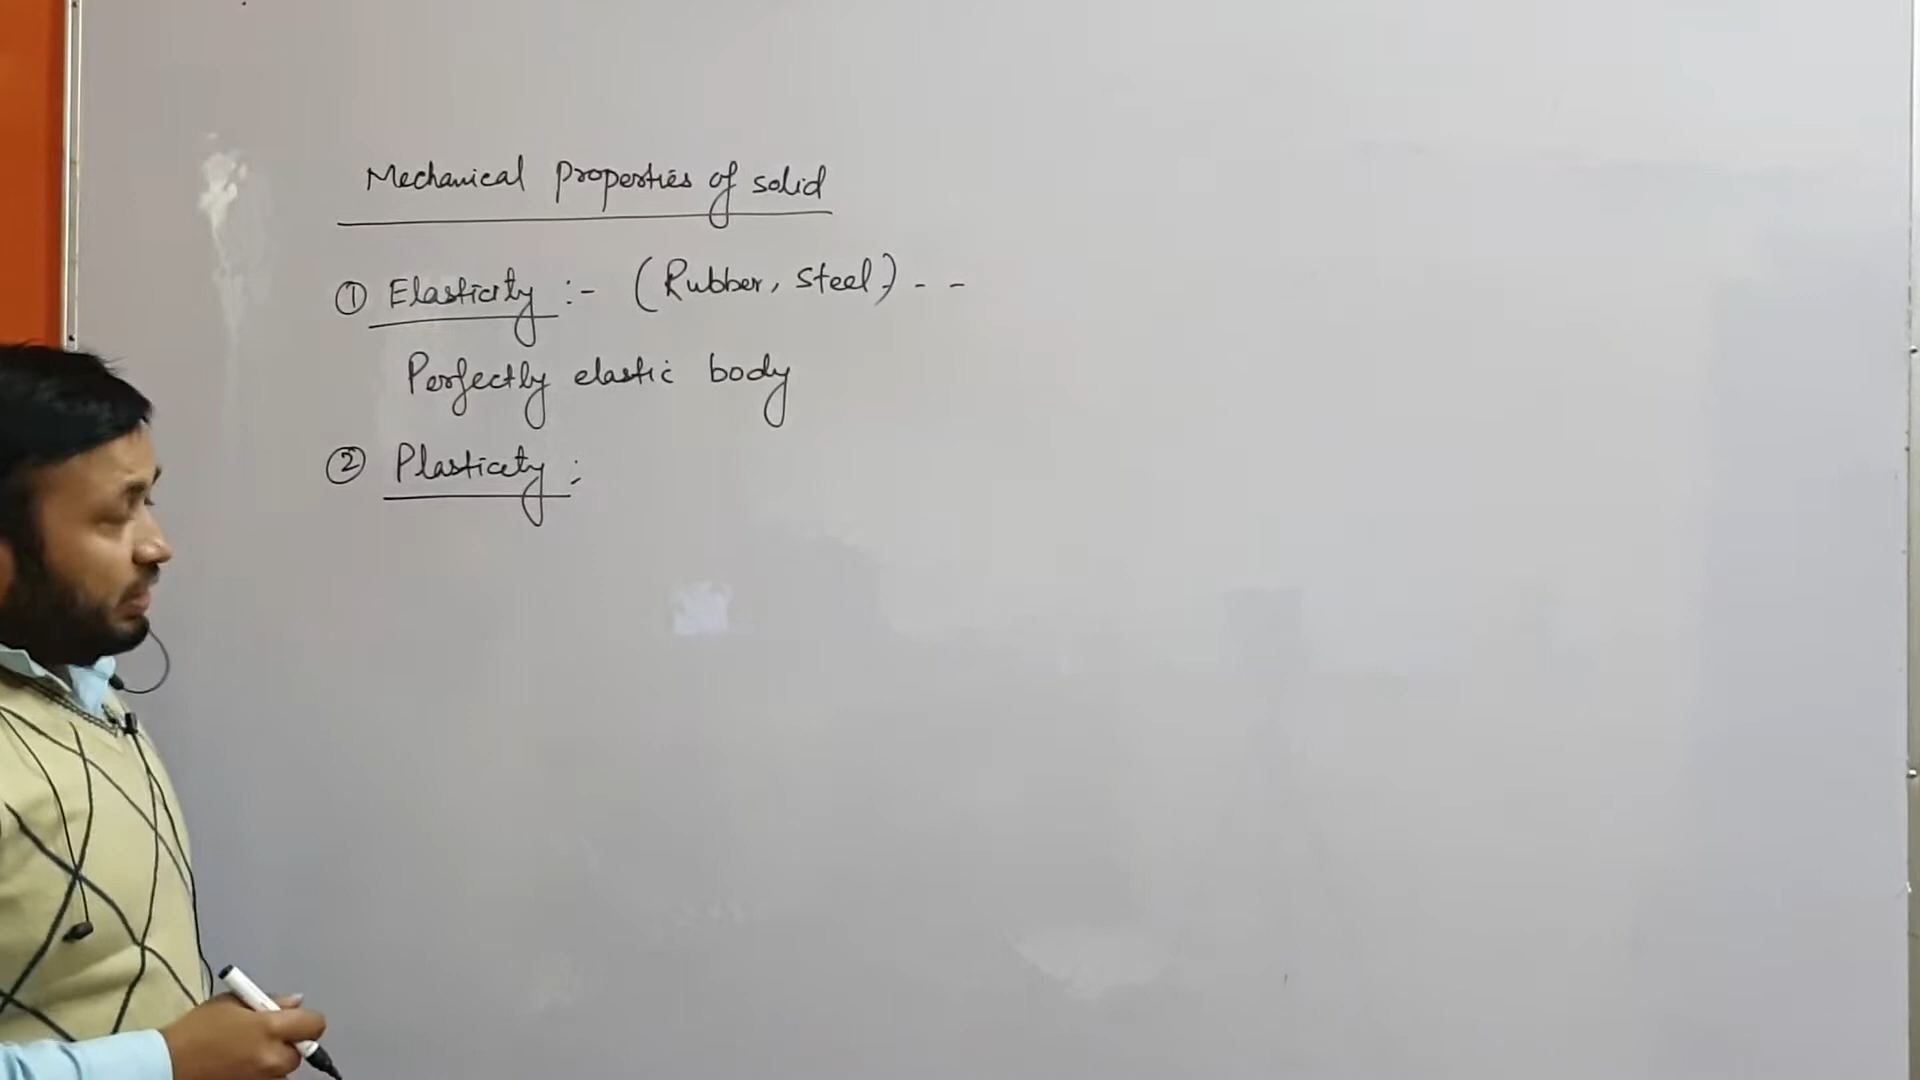 Mechanical properties of solid
① Elasticity :- (Rubber, Steel) - -
Perfectly elastic body
② Plasticity :